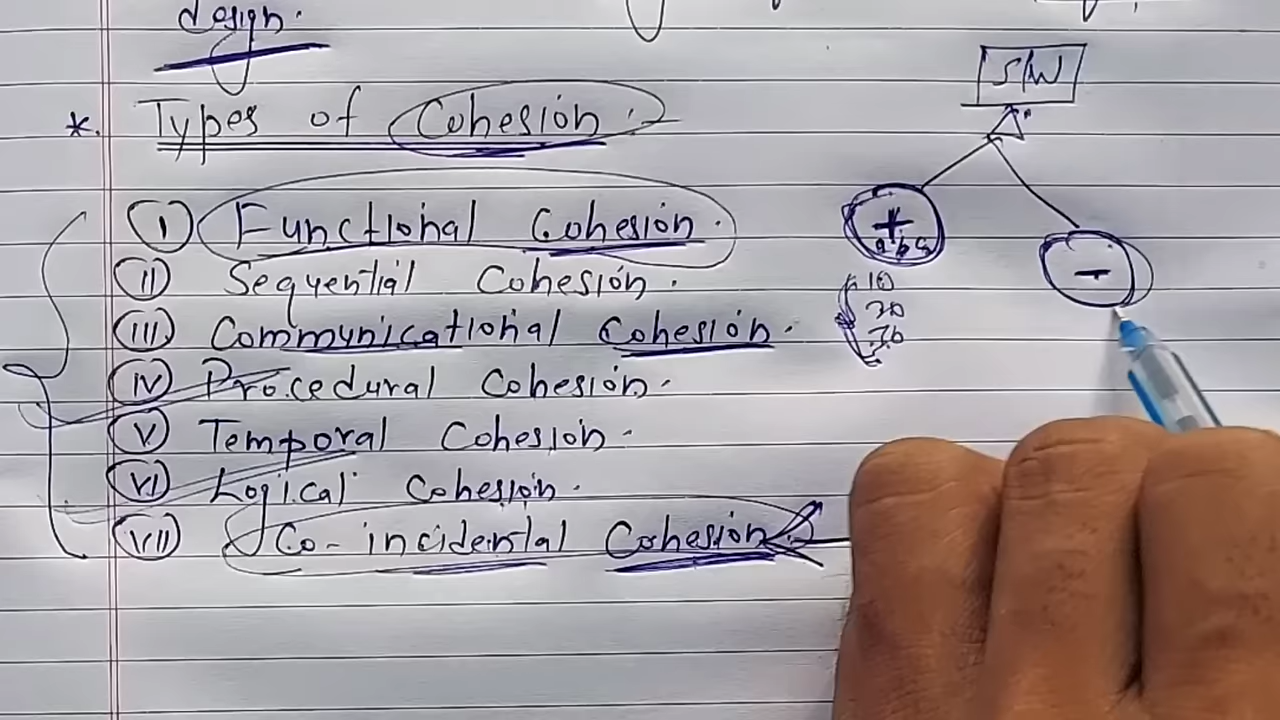 design.
S/W
*. Types of Cohesion :-
(i) Functional Cohesion.
(ii) Sequential Cohesion.
(iii) Communicational Cohesion.
(iv) Procedural Cohesion.
(v) Temporal Cohesion.
(vi) Logical Cohesion.
(vii) Co-incidental Cohesion.
+
a b
-
10
20